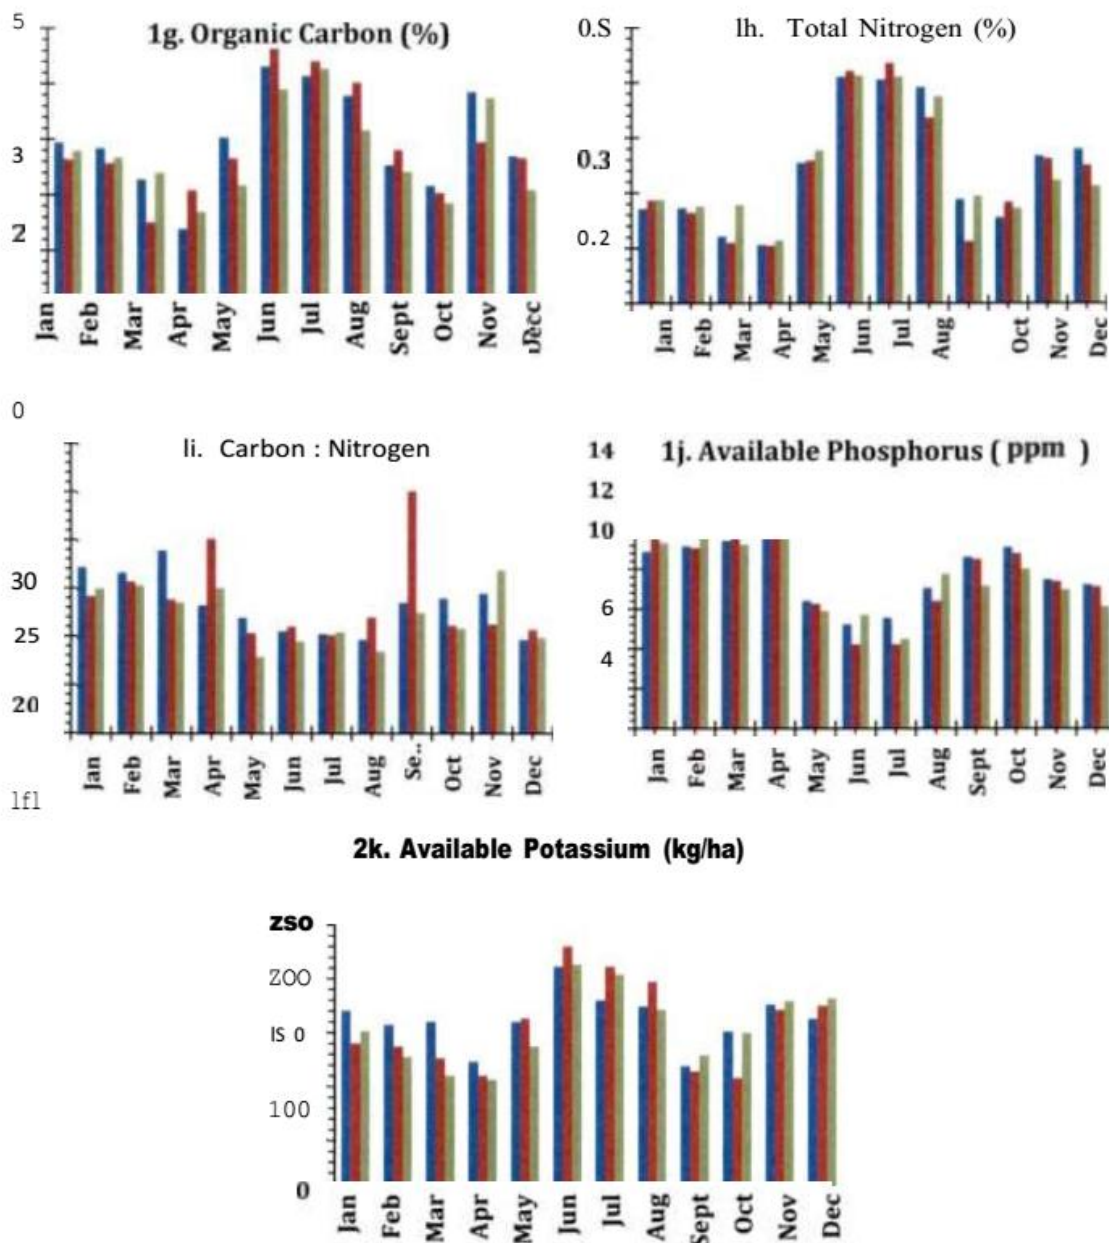 5
1g. Organic Carbon (%)
3
2
Jan Feb Mar Apr May Jun Jul Aug Sept Oct Nov Decc
0
0.S
lh. Total Nitrogen (%)
0.3
0.2
Jan Feb Mar Apr May Jun Jul Aug Oct Nov Dec
li. Carbon : Nitrogen
30
25
20
lfl
Jan Feb Mar Apr May Jun Jul Aug Se.. Oct Nov Dec
1j. Available Phosphorus ( ppm )
14
12
10
6
4
Jan Feb Mar Apr May Jun Jul Aug Sept Oct Nov Dec
2k. Available Potassium (kg/ha)
zso
ZOO
IS 0
100
0
Jan Feb Mar Apr May Jun Jul Aug Sept Oct Nov Dec